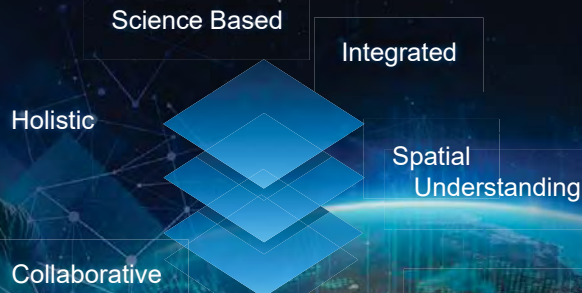 Science Based
Integrated
Holistic
Spatial
Understanding
Collaborative